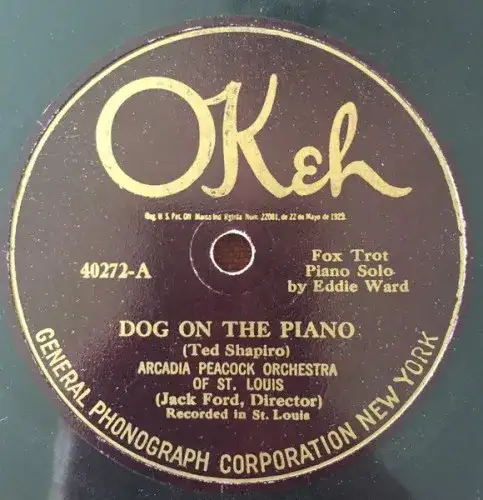 OKeh
Reg. U.S. Pat. Off. Marca Ind. Rgtrda Num. 22081, de 22 de Mayo de 1923.
40272-A
Fox Trot
Piano Solo
by Eddie Ward
DOG ON THE PIANO
(Ted Shapiro)
ARCADIA PEACOCK ORCHESTRA
OF ST. LOUIS
(Jack Ford, Director)
Recorded in St. Louis
GENERAL PHONOGRAPH CORPORATION NEW YORK